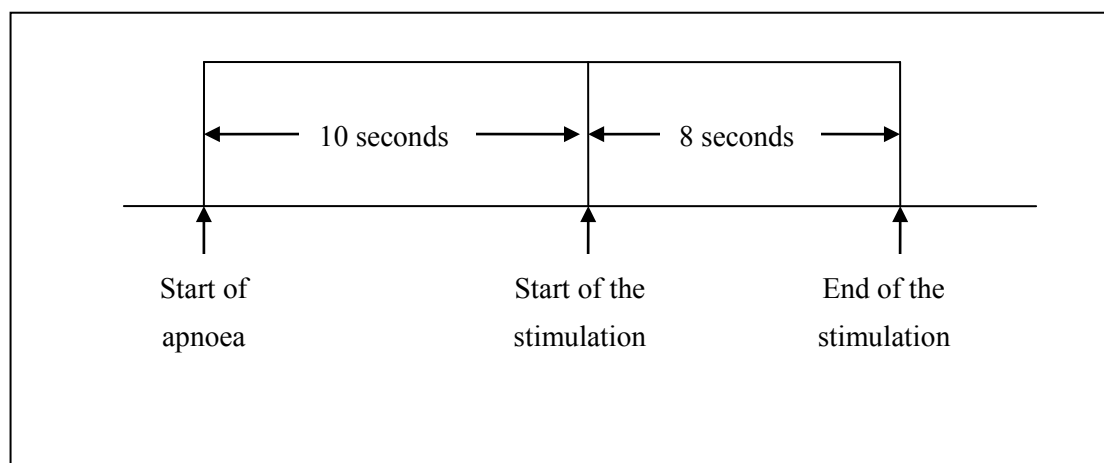 10 seconds
8 seconds
Start of
apnoea
Start of the
stimulation
End of the
stimulation